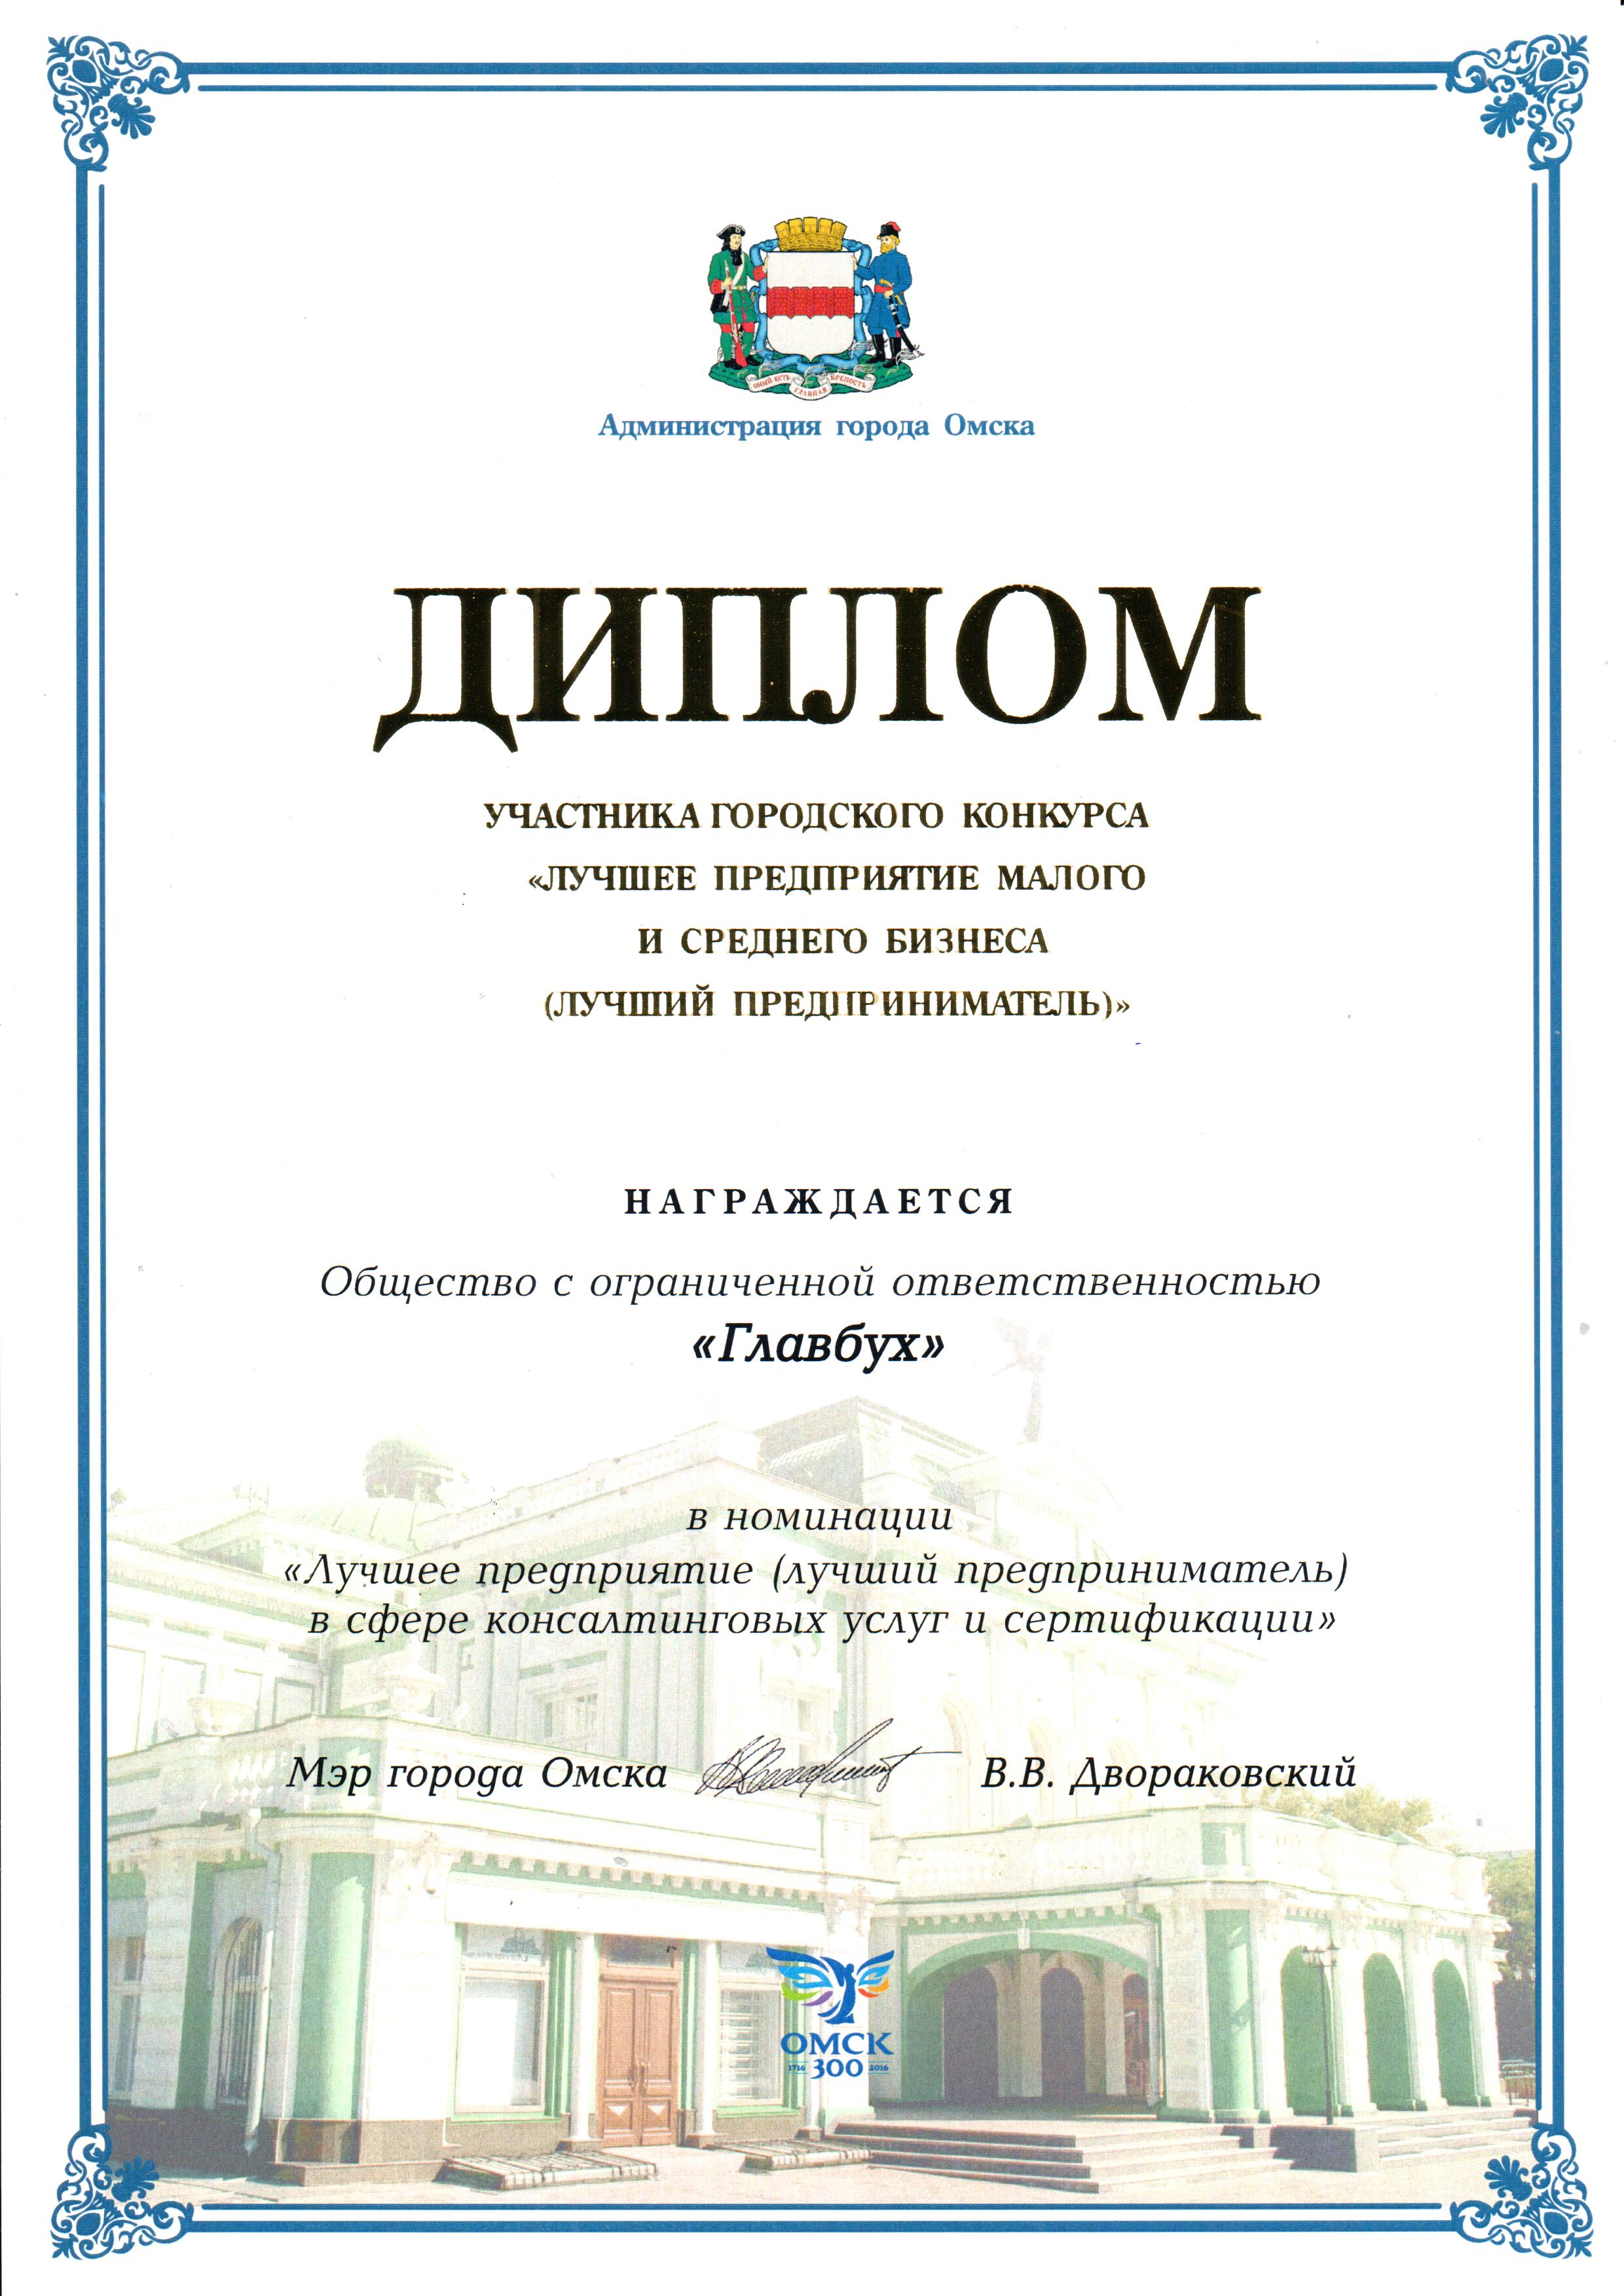 ОНЫЙ ЕСТЬ ГЛАВНАЯ КРЕПОСТЬ
Администрация города Омска
ДИПЛОМ
УЧАСТНИКА ГОРОДСКОГО КОНКУРСА
«ЛУЧШЕЕ ПРЕДПРИЯТИЕ МАЛОГО
И СРЕДНЕГО БИЗНЕСА
(ЛУЧШИЙ ПРЕДПРИНИМАТЕЛЬ)»
НАГРАЖДАЕТСЯ
Общество с ограниченной ответственностью
«Главбух»
в номинации
«Лучшее предприятие (лучший предприниматель)
в сфере консалтинговых услуг и сертификации»
Мэр города Омска В.В. Двораковский
ОМСК
1716 300 2016